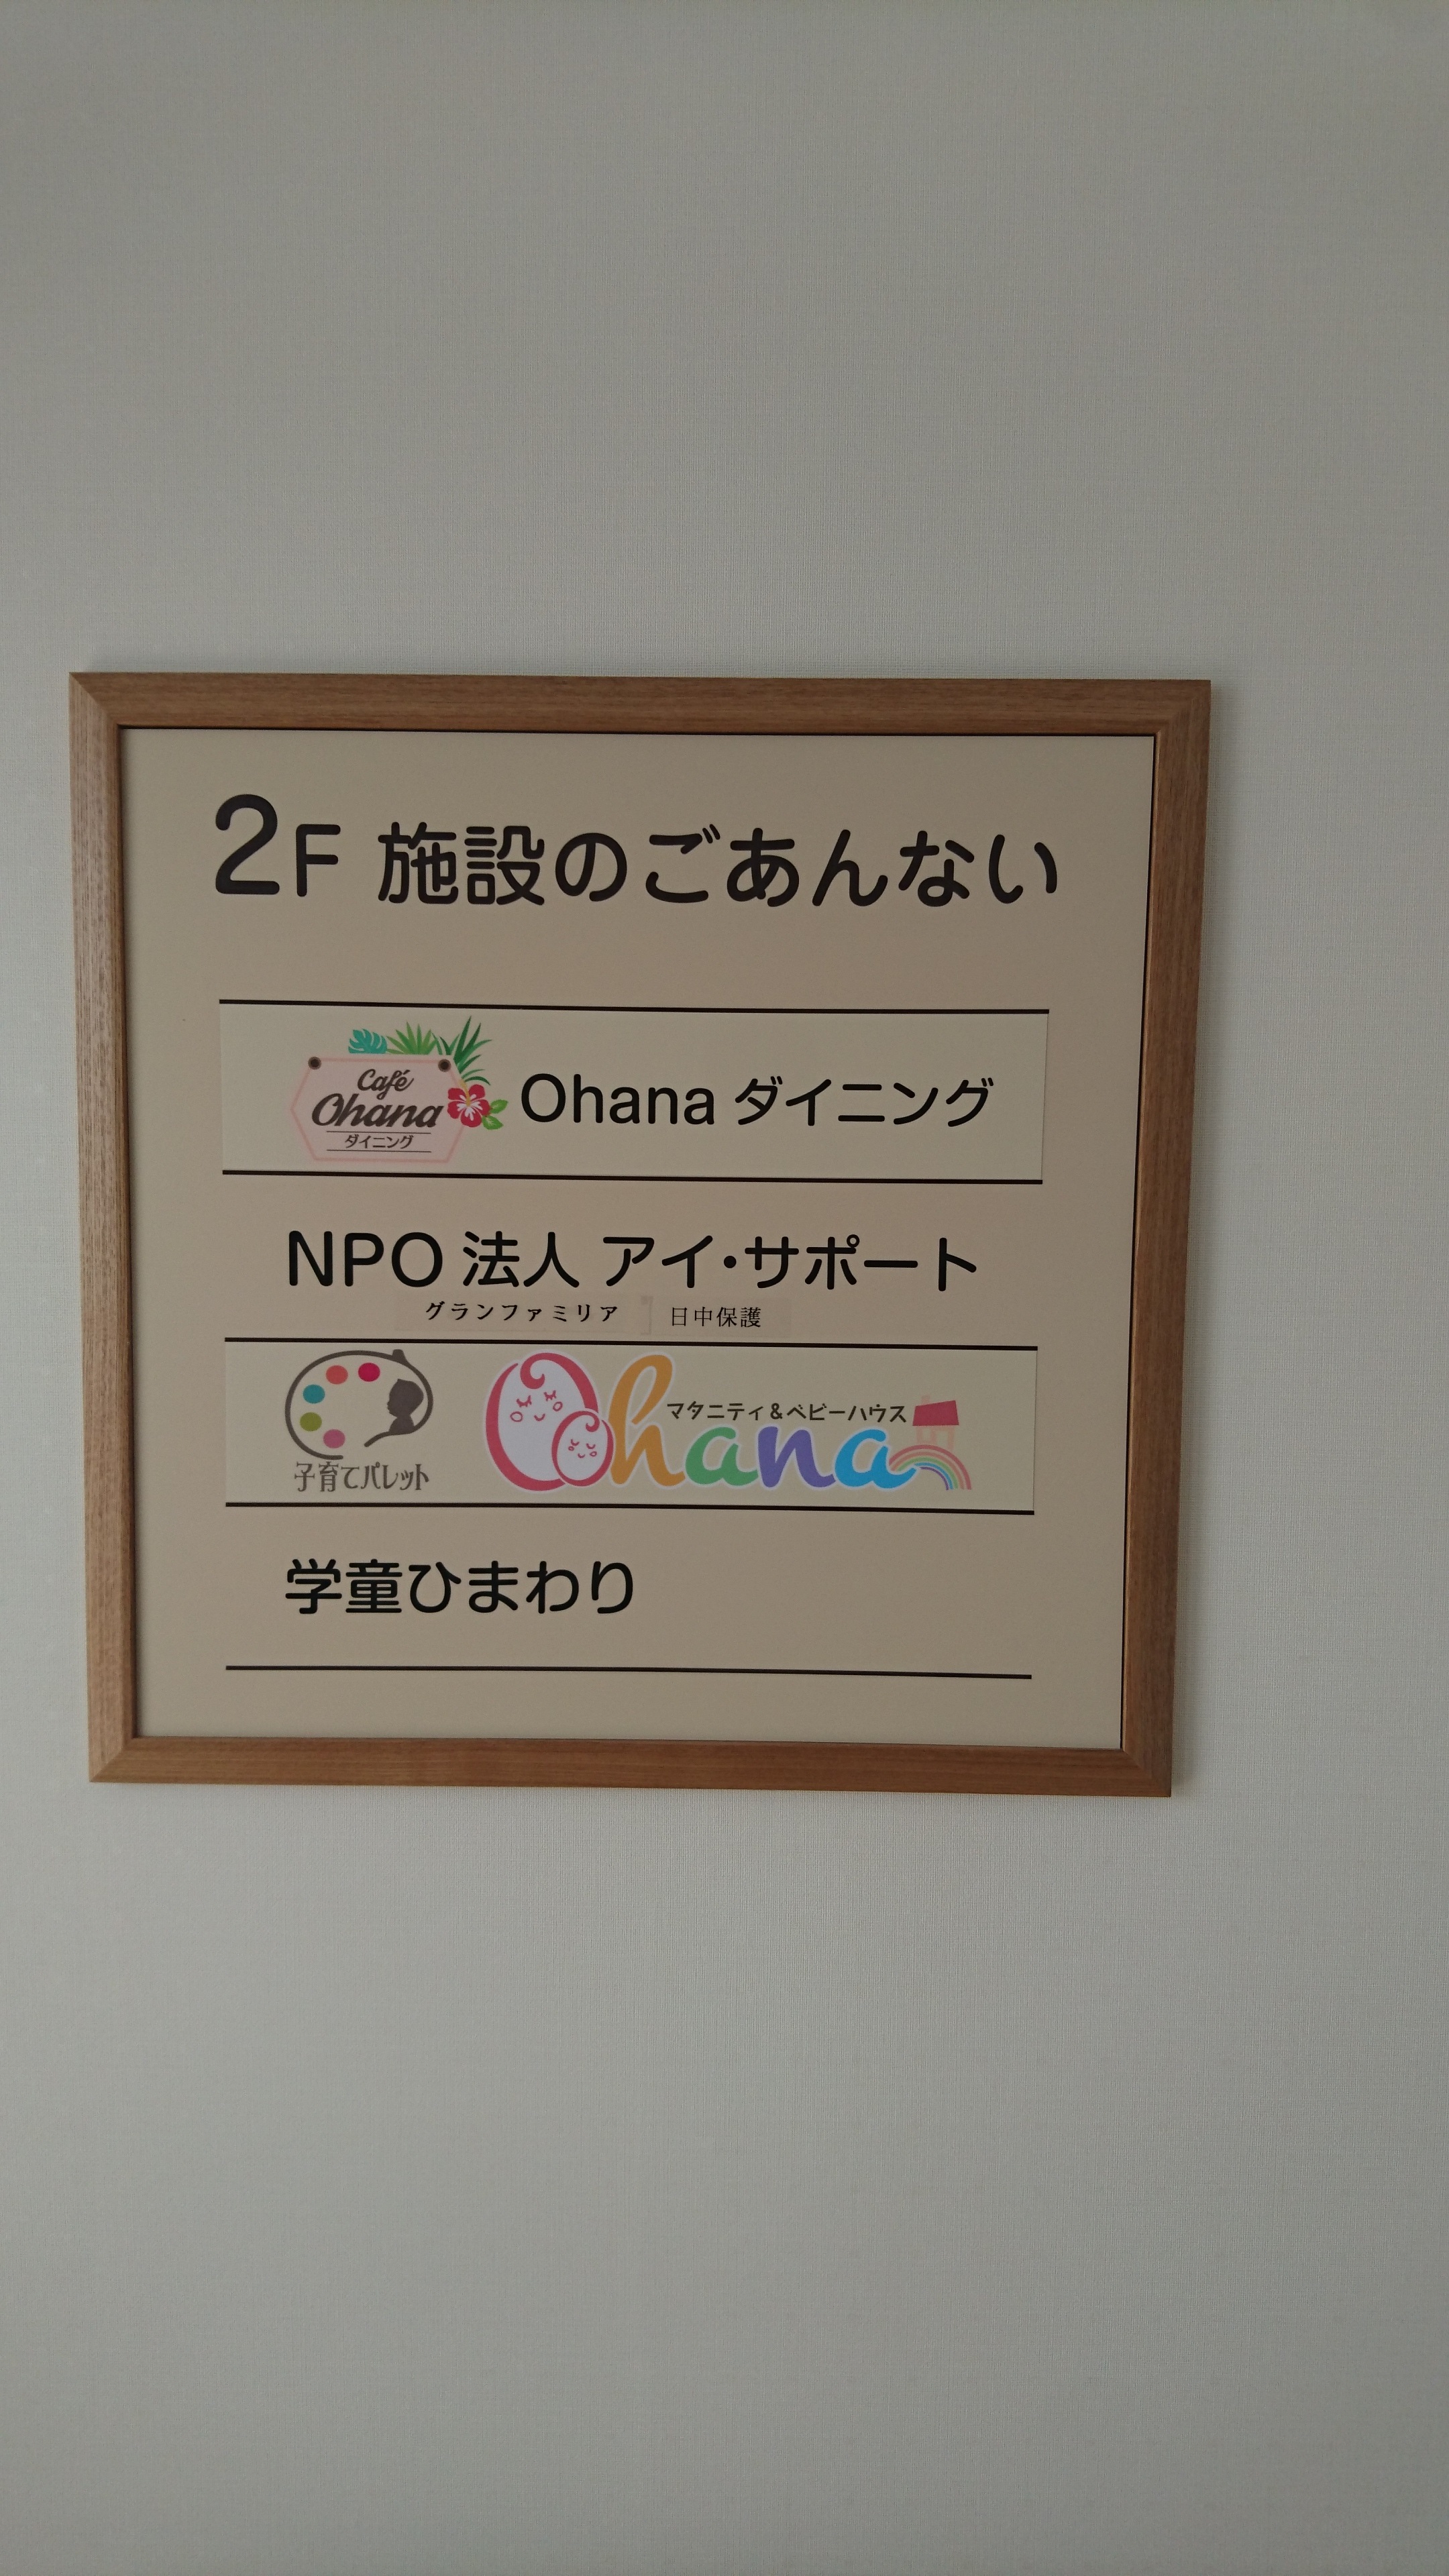 2F 施設のごあんない
Café
Ohana
ダイニング
Ohana ダイニング
NPO 法人 アイ・サポート
グランファミリア 日中保護
子育てパレット
マタニティ&ベビーハウス
Ohana
学童ひまわり